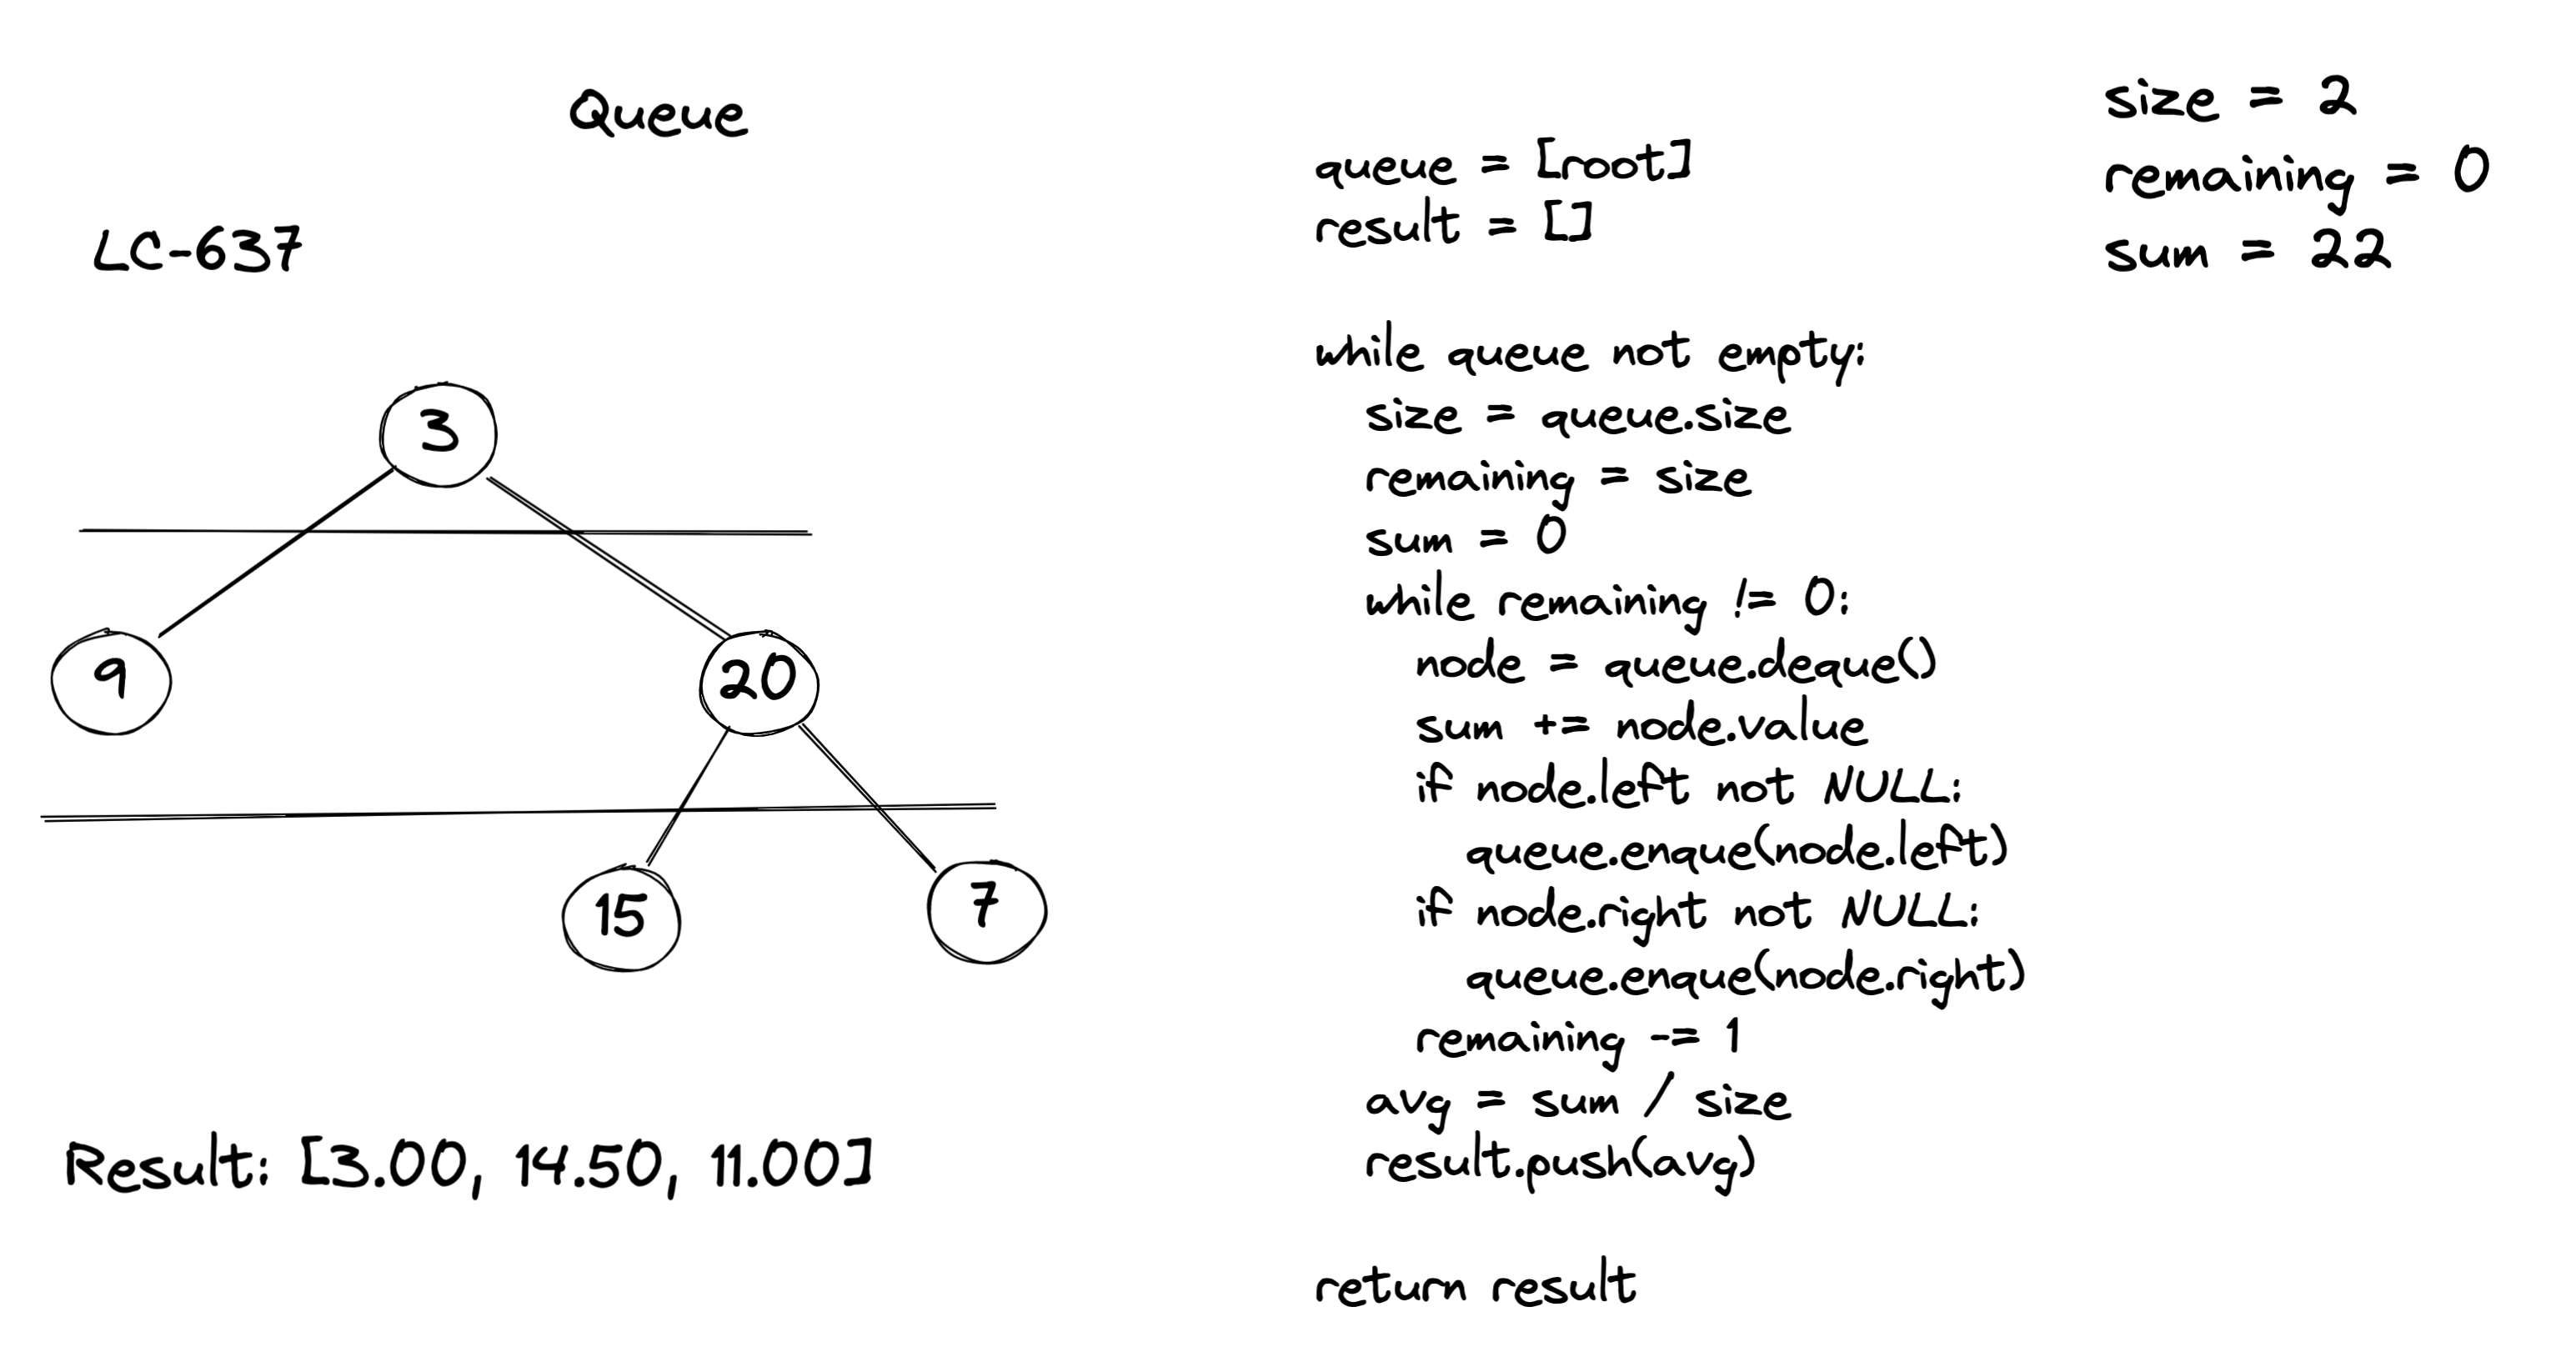 Queue
LC-637
3
9
20
15
7
Result: [3.00, 14.50, 11.00]
queue = [root]
result = []
while queue not empty:
size = queue.size
remaining = size
sum = 0
while remaining != 0:
node = queue.deque()
sum += node.value
if node.left not NULL:
queue.enque(node.left)
if node.right not NULL:
queue.enque(node.right)
remaining -= 1
avg = sum / size
result.push(avg)
return result
size = 2
remaining = 0
sum = 22